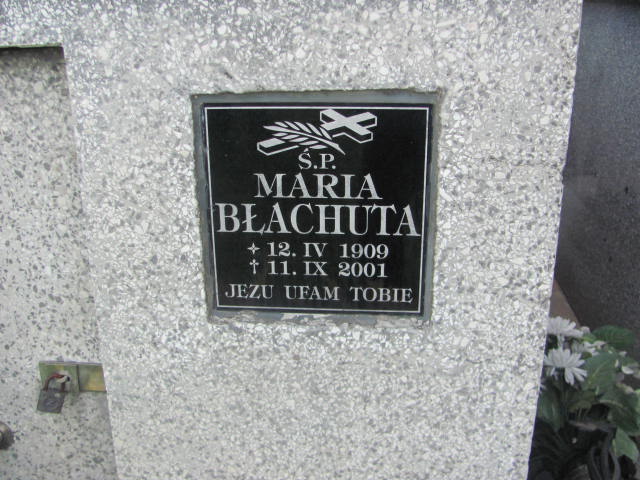 Ś.P.
MARIA
BŁACHUTA
✧ 12. IV 1909
† 11. IX 2001
JEZU UFAM TOBIE